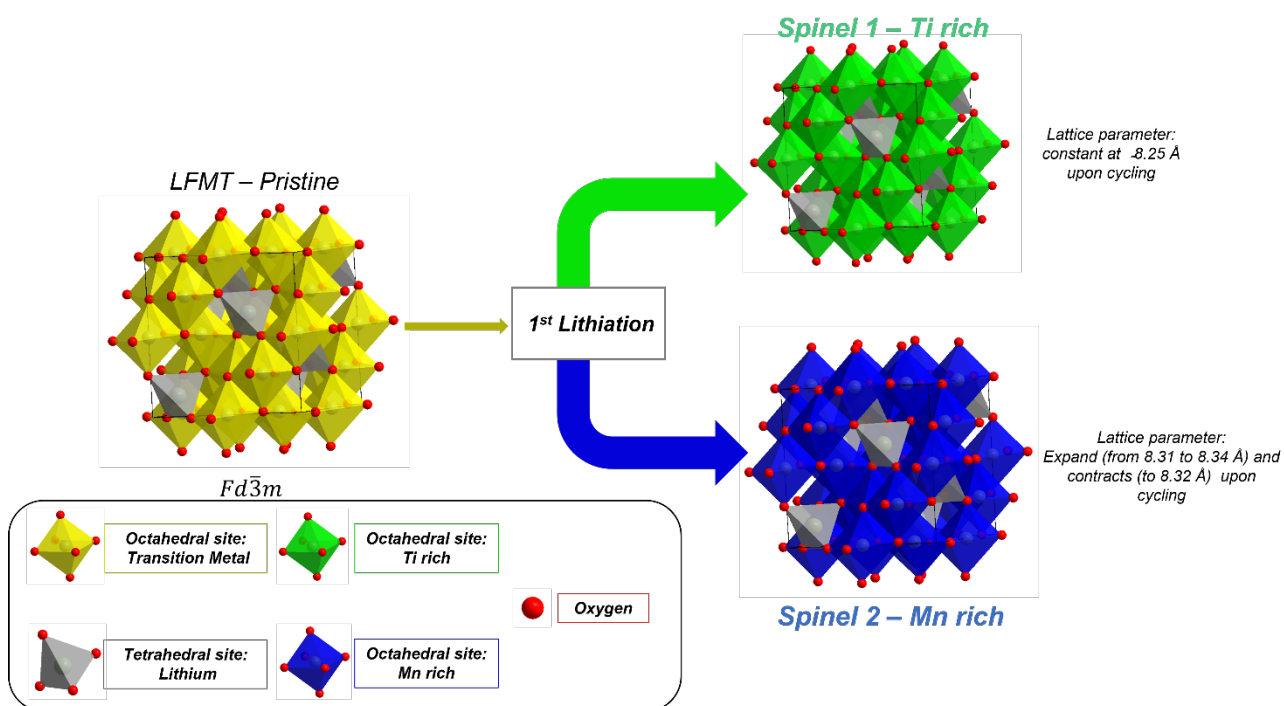 Spinel 1 – Ti rich
Lattice parameter:
constant at ~8.25 Å
upon cycling
LFMT – Pristine
1st Lithiation
Lattice parameter:
Expand (from 8.31 to 8.34 Å) and
contracts (to 8.32 Å) upon
cycling
Fd3̅m
Octahedral site:
Transition Metal
Octahedral site:
Ti rich
Oxygen
Tetrahedral site:
Lithium
Octahedral site:
Mn rich
Spinel 2 – Mn rich